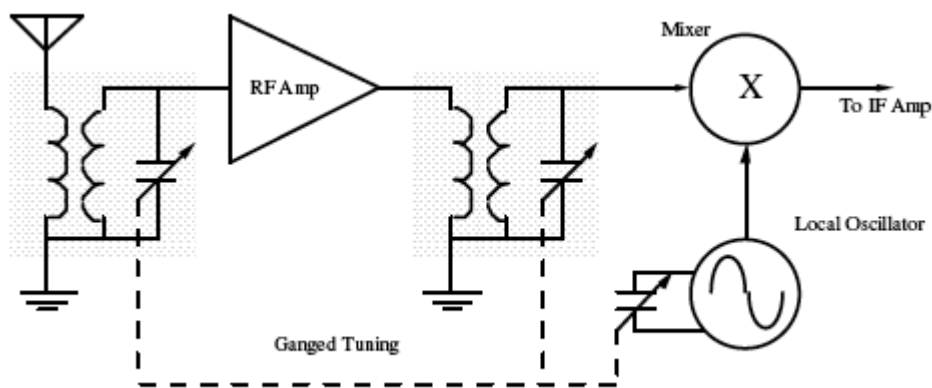 Mixer
RF Amp
X
To IF Amp
Local Oscillator
Ganged Tuning